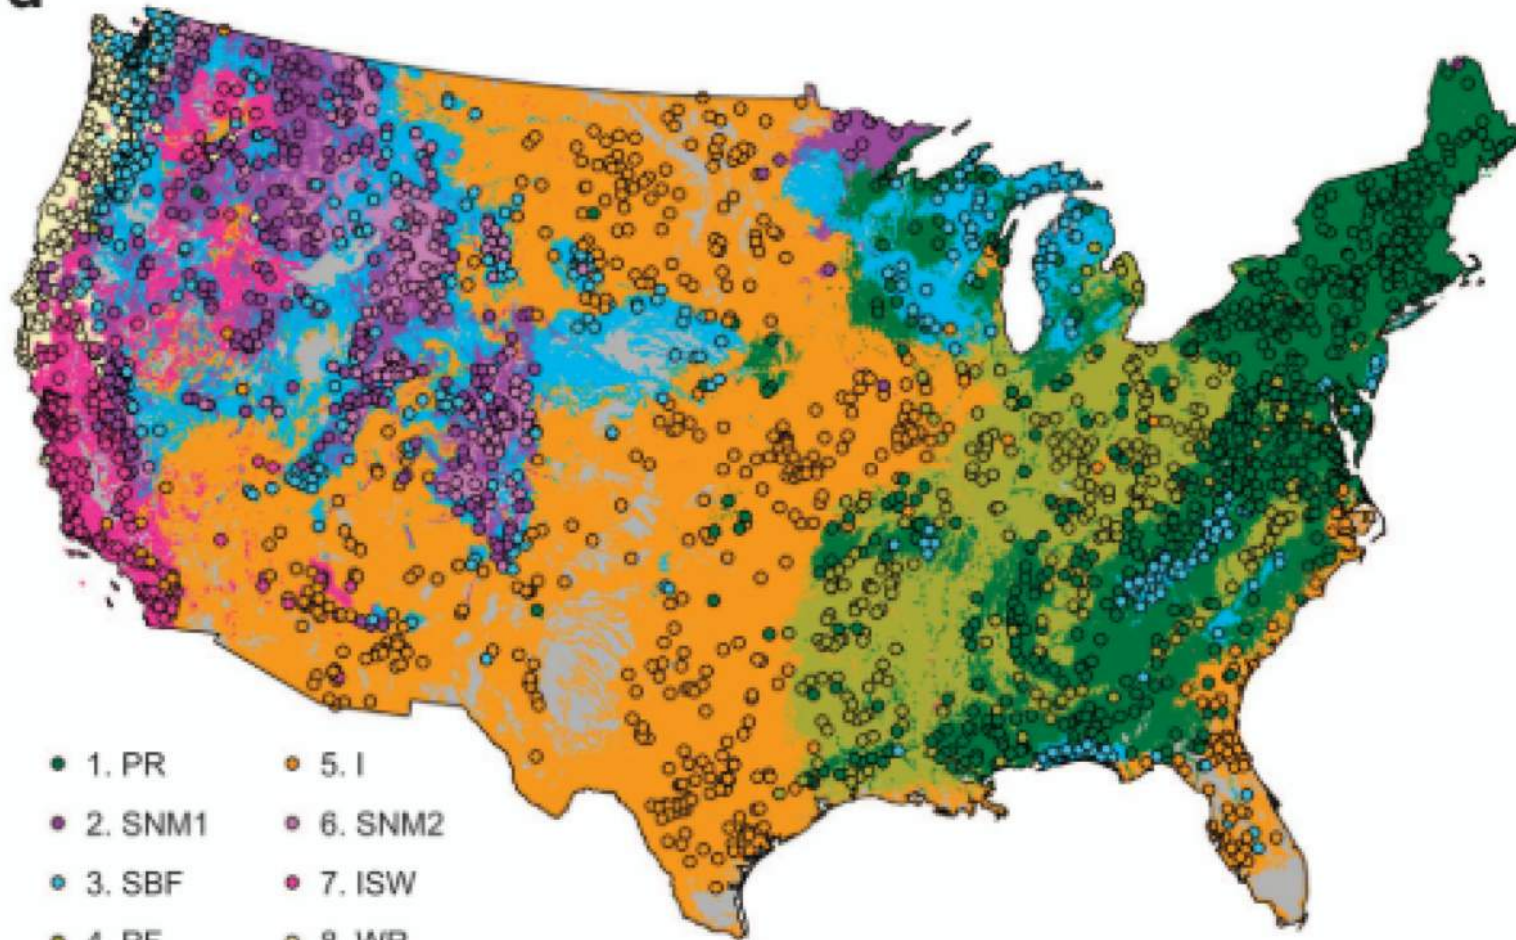 1. PR
5. I
2. SNM1
6. SNM2
3. SBF
7. ISW